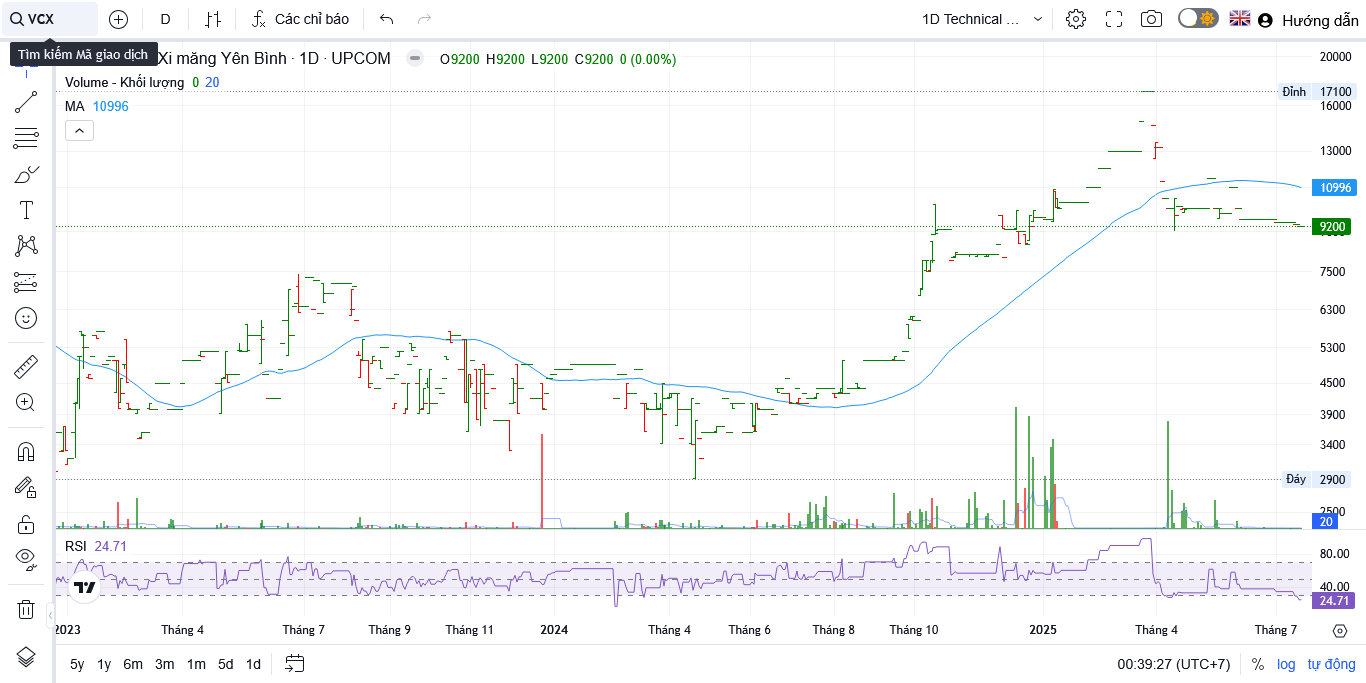 VCX D Các chỉ báo 1D Technical ... Hướng dẫn
Tìm kiếm Mã giao dịch
Xi măng Yên Bình · 1D · UPCOM O9200 H9200 L9200 C9200 0 (0.00%)
Volume - Khối lượng 0 20
MA 10996
20000
Đỉnh 17100
16000
13000
10996
9200
7500
6300
5300
4500
3900
3400
Đáy 2900
2500
20
RSI 24.71
80.00
40.00
24.71
2023 Tháng 4 Tháng 7 Tháng 9 Tháng 11 2024 Tháng 4 Tháng 6 Tháng 8 Tháng 10 2025 Tháng 4 Tháng 7
5y 1y 6m 3m 1m 5d 1d 00:39:27 (UTC+7) % log tự động